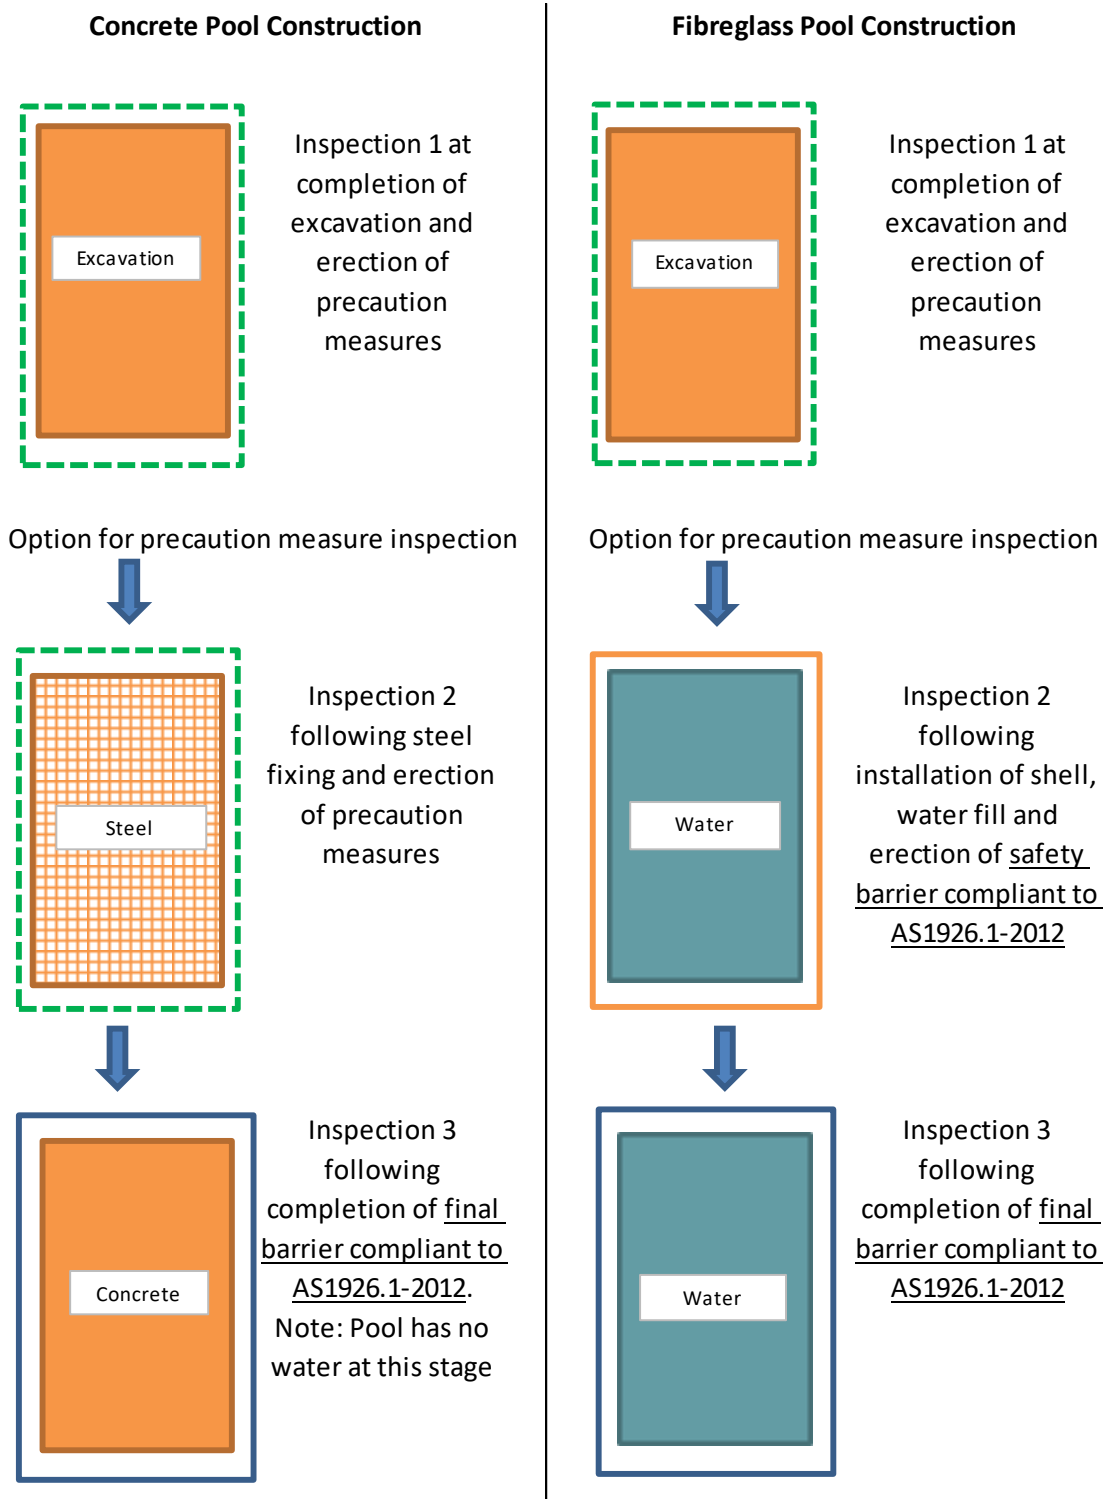 Concrete Pool Construction
Excavation
Inspection 1 at
completion of
excavation and
erection of
precaution
measures
Option for precaution measure inspection
Steel
Inspection 2
following steel
fixing and erection
of precaution
measures
Concrete
Inspection 3
following
completion of final
barrier compliant to
AS1926.1-2012.
Note: Pool has no
water at this stage
Fibreglass Pool Construction
Excavation
Inspection 1 at
completion of
excavation and
erection of
precaution
measures
Option for precaution measure inspection
Water
Inspection 2
following
installation of shell,
water fill and
erection of safety
barrier compliant to
AS1926.1-2012
Water
Inspection 3
following
completion of final
barrier compliant to
AS1926.1-2012